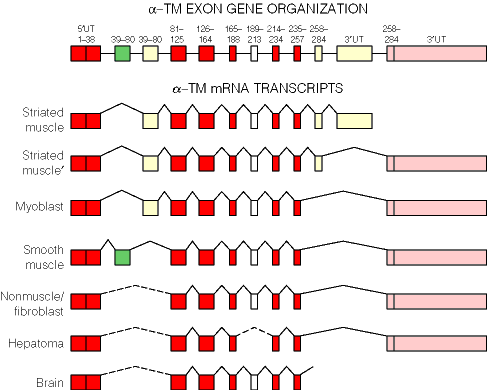 α–TM EXON GENE ORGANIZATION
5'UT 81– 126– 165– 189– 214– 235– 258– 258–
1–38 39–80 39–80 125 164 188 213 234 257 284 3'UT 284 3'UT
α–TM mRNA TRANSCRIPTS
Striated
muscle
Striated
muscle'
Myoblast
Smooth
muscle
Nonmuscle/
fibroblast
Hepatoma
Brain